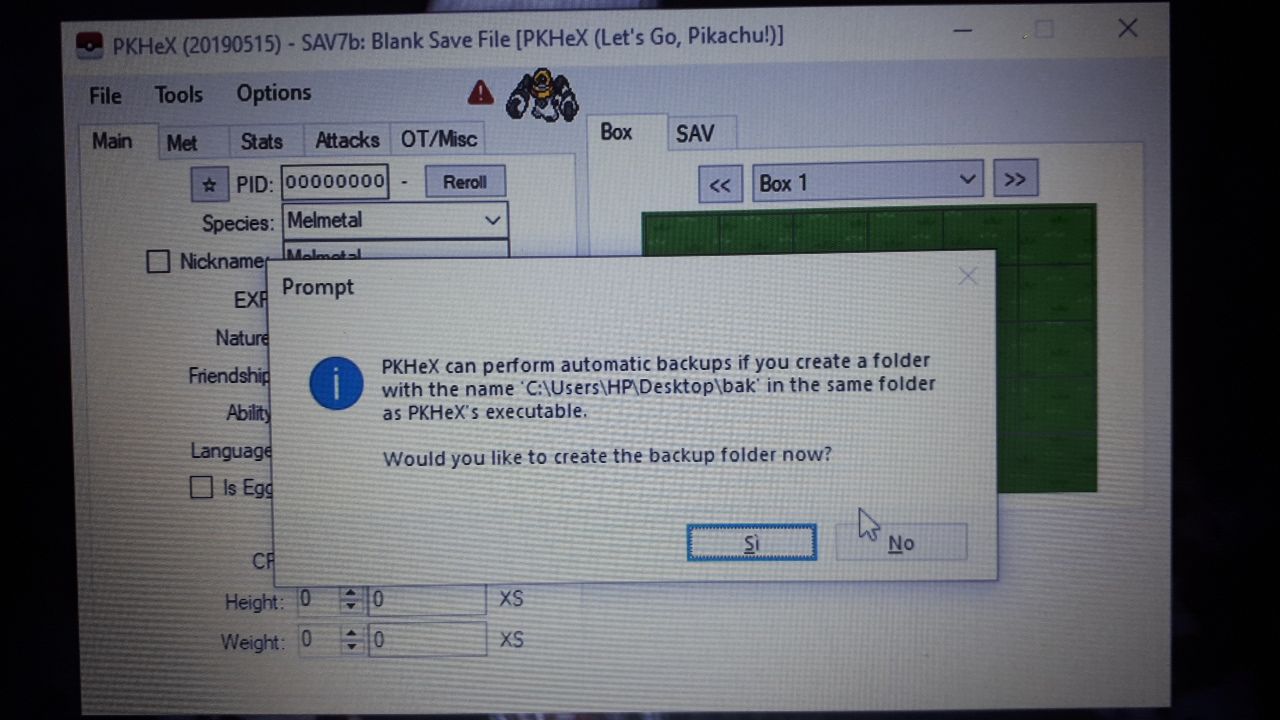 PKHeX (20190515) - SAV7b: Blank Save File [PKHeX (Let's Go, Pikachu!)]
File Tools Options
Main Met Stats Attacks OT/Misc
Box SAV
PID: 00000000 - Reroll
<< Box 1 >>
Species: Melmetal
Nickname: Melmetal
EXP
Nature
Friendship
Ability
Language
Is Egg
CP
Height: 0 0 XS
Weight: 0 0 XS
Prompt
PKHeX can perform automatic backups if you create a folder
with the name 'C:\Users\HP\Desktop\bak' in the same folder
as PKHeX's executable.
Would you like to create the backup folder now?
Sì No